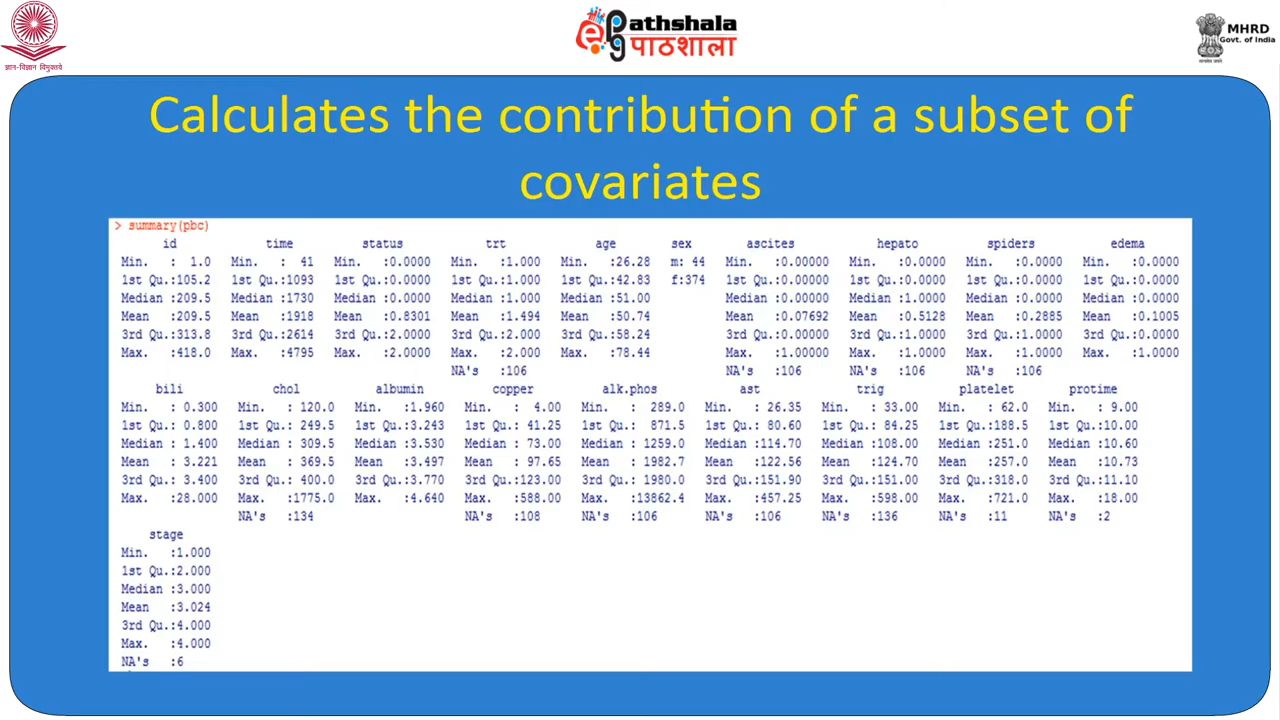 ज्ञान-विज्ञान विमुक्तये
e Pathshala
pg पाठशाला
MHRD
Govt. of India
Calculates the contribution of a subset of
covariates
> summary(pbc)
id time status trt age sex ascites hepato spiders edema
Min. : 1.0 Min. : 41 Min. :0.0000 Min. :1.000 Min. :26.28 m: 44 Min. :0.00000 Min. :0.0000 Min. :0.0000 Min. :0.0000
1st Qu.:105.2 1st Qu.:1093 1st Qu.:0.0000 1st Qu.:1.000 1st Qu.:42.83 f:374 1st Qu.:0.00000 1st Qu.:0.0000 1st Qu.:0.0000 1st Qu.:0.0000
Median :209.5 Median :1730 Median :0.0000 Median :1.000 Median :51.00 Median :0.00000 Median :1.0000 Median :0.0000 Median :0.0000
Mean :209.5 Mean :1918 Mean :0.8301 Mean :1.494 Mean :50.74 Mean :0.07692 Mean :0.5128 Mean :0.2885 Mean :0.1005
3rd Qu.:313.8 3rd Qu.:2614 3rd Qu.:2.0000 3rd Qu.:2.000 3rd Qu.:58.24 3rd Qu.:0.00000 3rd Qu.:1.0000 3rd Qu.:1.0000 3rd Qu.:0.0000
Max. :418.0 Max. :4795 Max. :2.0000 Max. :2.000 Max. :78.44 Max. :1.00000 Max. :1.0000 Max. :1.0000 Max. :1.0000
NA's :106 NA's :106 NA's :106 NA's :106
bili chol albumin copper alk.phos ast trig platelet protime
Min. : 0.300 Min. : 120.0 Min. :1.960 Min. : 4.00 Min. : 289.0 Min. : 26.35 Min. : 33.00 Min. : 62.0 Min. : 9.00
1st Qu.: 0.800 1st Qu.: 249.5 1st Qu.:3.243 1st Qu.: 41.25 1st Qu.: 871.5 1st Qu.: 80.60 1st Qu.: 84.25 1st Qu.:188.5 1st Qu.:10.00
Median : 1.400 Median : 309.5 Median :3.530 Median : 73.00 Median : 1259.0 Median :114.70 Median :108.00 Median :251.0 Median :10.60
Mean : 3.221 Mean : 369.5 Mean :3.497 Mean : 97.65 Mean : 1982.7 Mean :122.56 Mean :124.70 Mean :257.0 Mean :10.73
3rd Qu.: 3.400 3rd Qu.: 400.0 3rd Qu.:3.770 3rd Qu.:123.00 3rd Qu.: 1980.0 3rd Qu.:151.90 3rd Qu.:151.00 3rd Qu.:318.0 3rd Qu.:11.10
Max. :28.000 Max. :1775.0 Max. :4.640 Max. :588.00 Max. :13862.4 Max. :457.25 Max. :598.00 Max. :721.0 Max. :18.00
NA's :134 NA's :108 NA's :106 NA's :106 NA's :136 NA's :11 NA's :2
stage
Min. :1.000
1st Qu.:2.000
Median :3.000
Mean :3.024
3rd Qu.:4.000
Max. :4.000
NA's :6